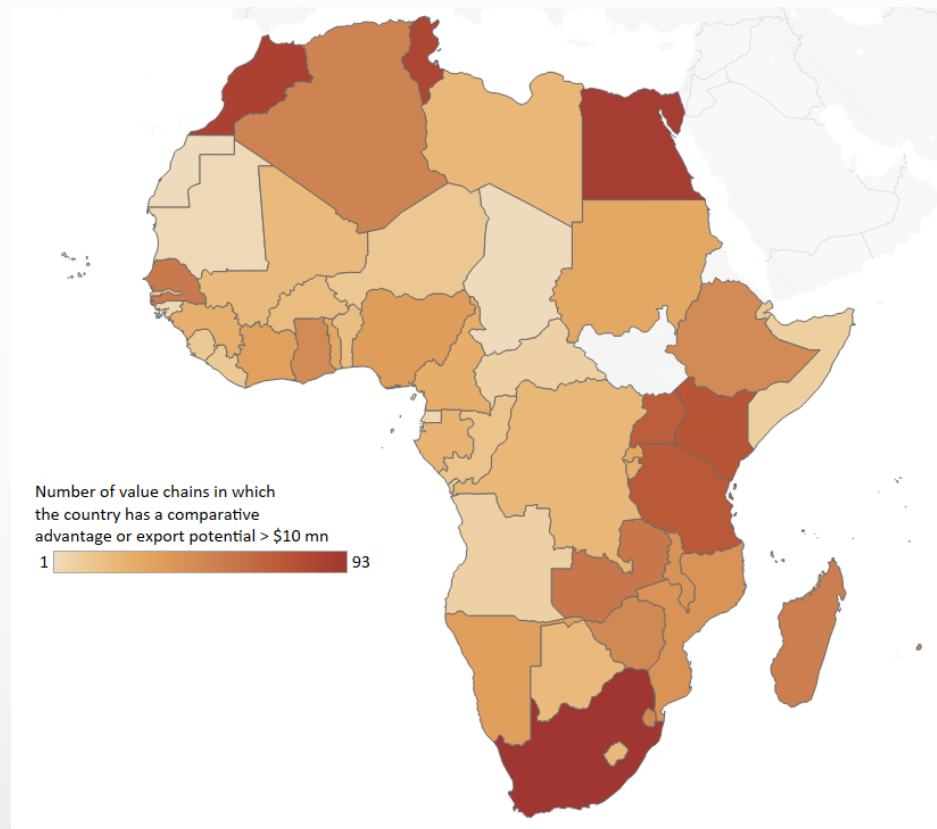 Number of value chains in which
the country has a comparative
advantage or export potential > $10 mn
1 93